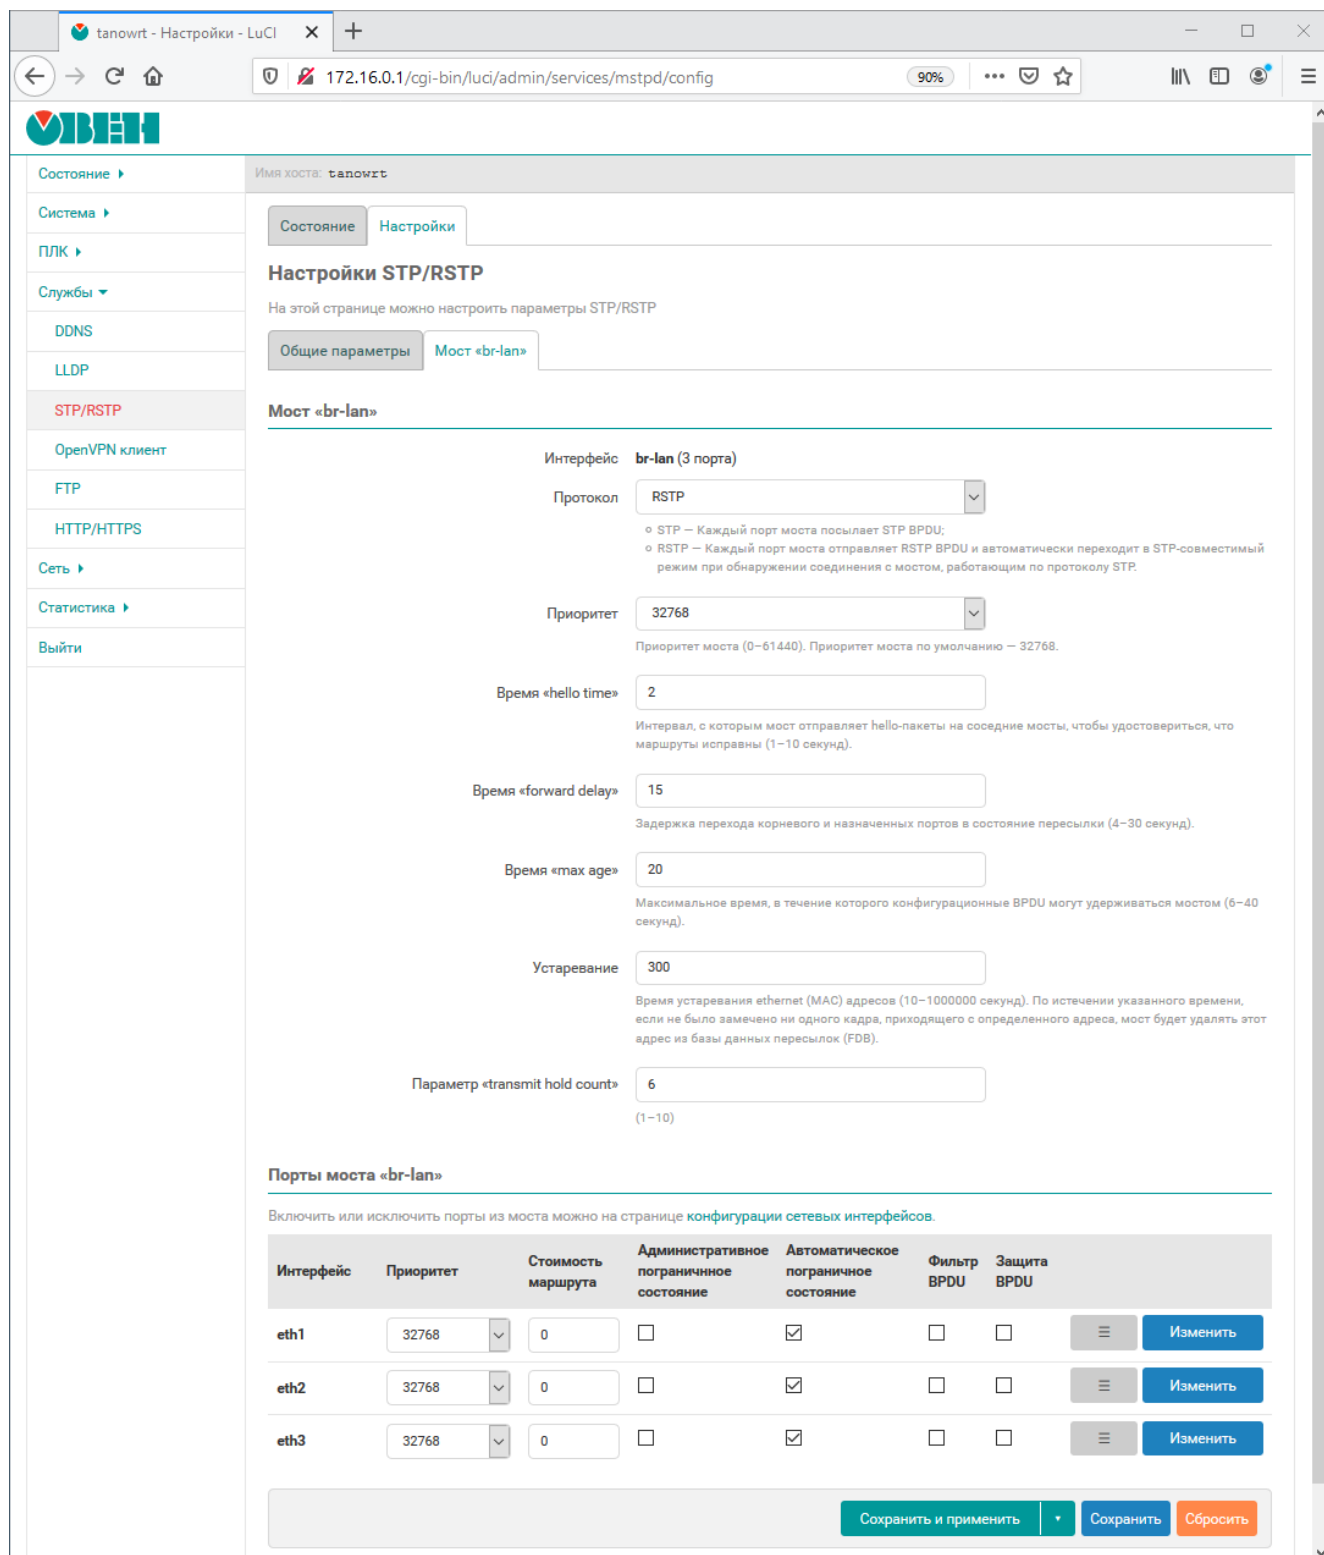 tanowrt - Настройки - LuCI
172.16.0.1/cgi-bin/luci/admin/services/mstpd/config
90%
ОВЕН
Имя хоста: tanowrt
Состояние
Система
ПЛК
Службы
DDNS
LLDP
STP/RSTP
OpenVPN клиент
FTP
HTTP/HTTPS
Сеть
Статистика
Выйти
Состояние Настройки
Настройки STP/RSTP
На этой странице можно настроить параметры STP/RSTP
Общие параметры Мост «br-lan»
Мост «br-lan»
Интерфейс br-lan (3 порта)
Протокол RSTP
STP — Каждый порт моста посылает STP BPDU;
RSTP — Каждый порт моста отправляет RSTP BPDU и автоматически переходит в STP-совместимый
режим при обнаружении соединения с мостом, работающим по протоколу STP.
Приоритет 32768
Приоритет моста (0–61440). Приоритет моста по умолчанию — 32768.
Время «hello time» 2
Интервал, с которым мост отправляет hello-пакеты на соседние мосты, чтобы удостовериться, что
маршруты исправны (1–10 секунд).
Время «forward delay» 15
Задержка перехода корневого и назначенных портов в состояние пересылки (4–30 секунд).
Время «max age» 20
Максимальное время, в течение которого конфигурационные BPDU могут удерживаться мостом (6–40
секунд).
Устаревание 300
Время устаревания ethernet (MAC) адресов (10–1000000 секунд). По истечении указанного времени,
если не было замечено ни одного кадра, приходящего с определенного адреса, мост будет удалять этот
адрес из базы данных пересылок (FDB).
Параметр «transmit hold count» 6
(1–10)
Порты моста «br-lan»
Включить или исключить порты из моста можно на странице конфигурации сетевых интерфейсов.
Интерфейс Приоритет Стоимость маршрута Административное пограничнное состояние Автоматическое пограничное состояние Фильтр BPDU Защита BPDU
eth1 32768 0 Изменить
eth2 32768 0 Изменить
eth3 32768 0 Изменить
Сохранить и применить Сохранить Сбросить